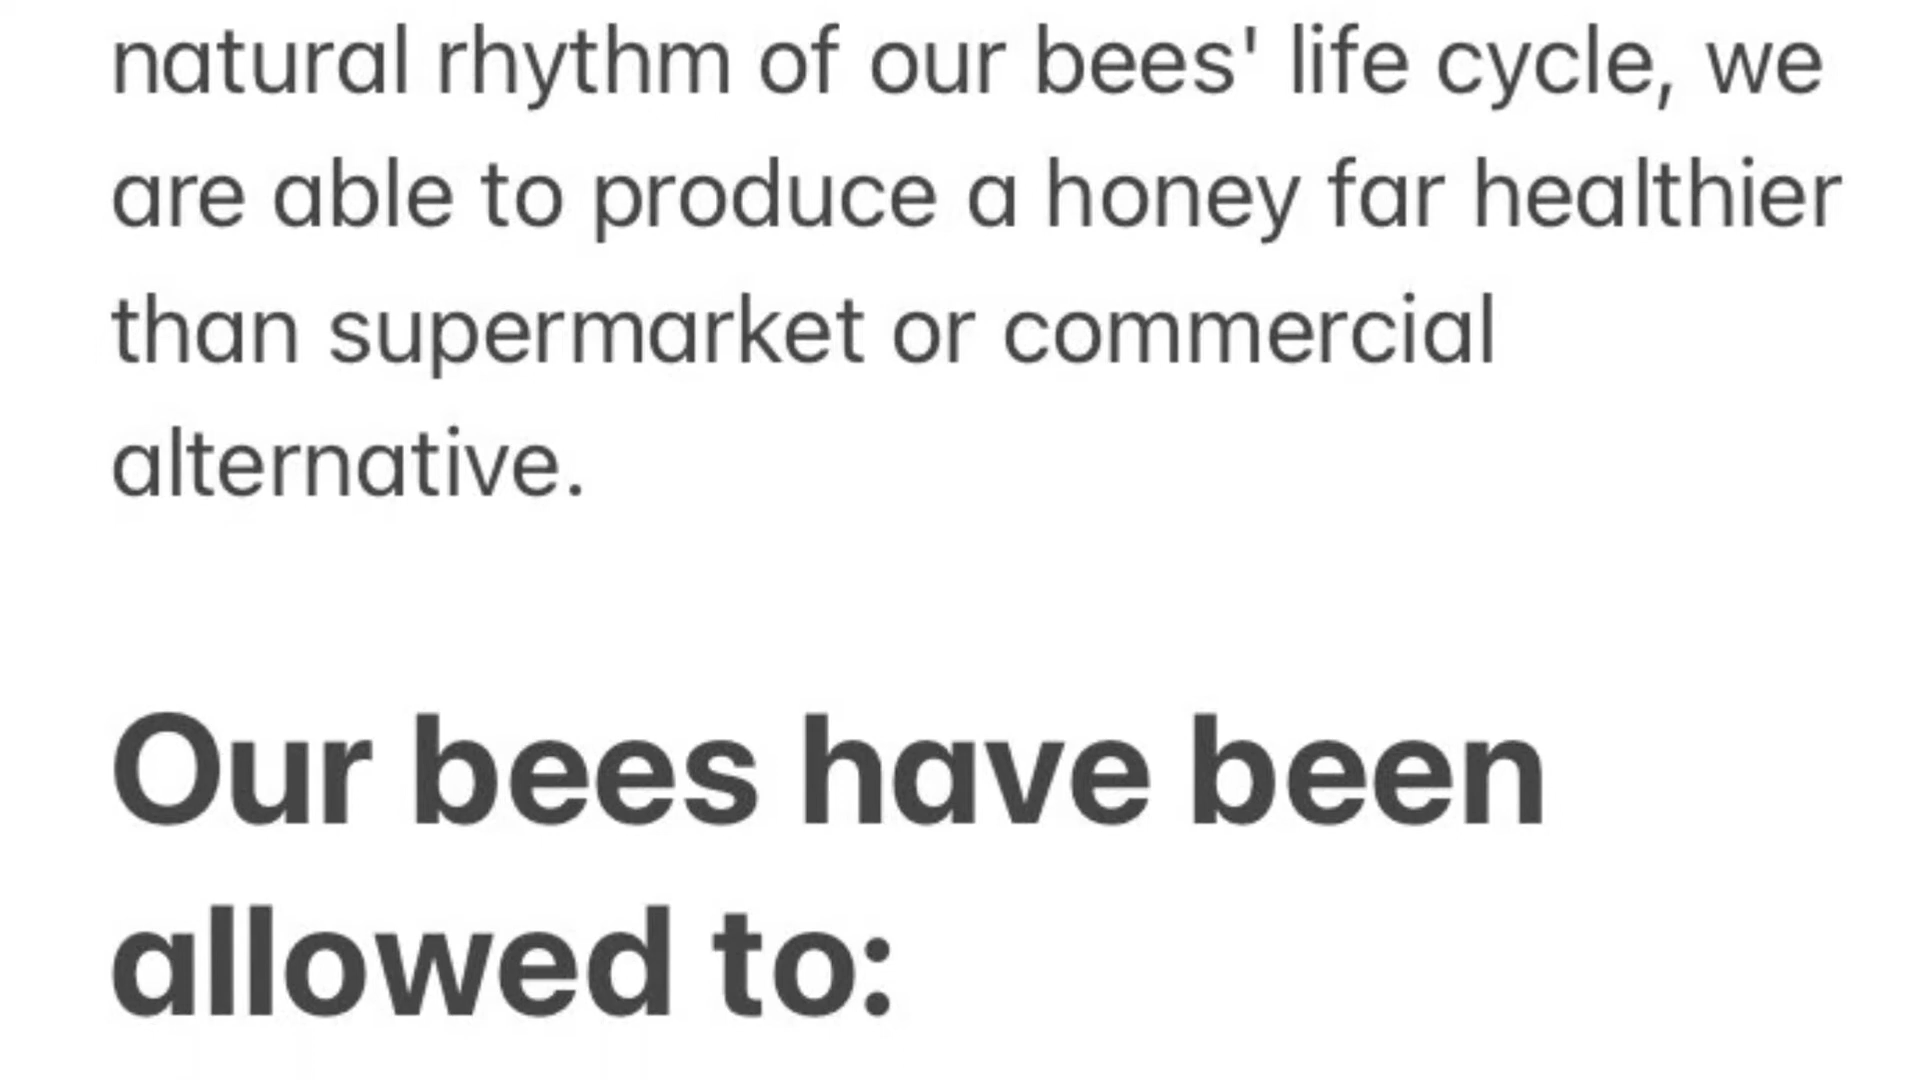 natural rhythm of our bees' life cycle, we
are able to produce a honey far healthier
than supermarket or commercial
alternative.
Our bees have been
allowed to: